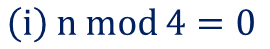 (i) n mod 4 = 0